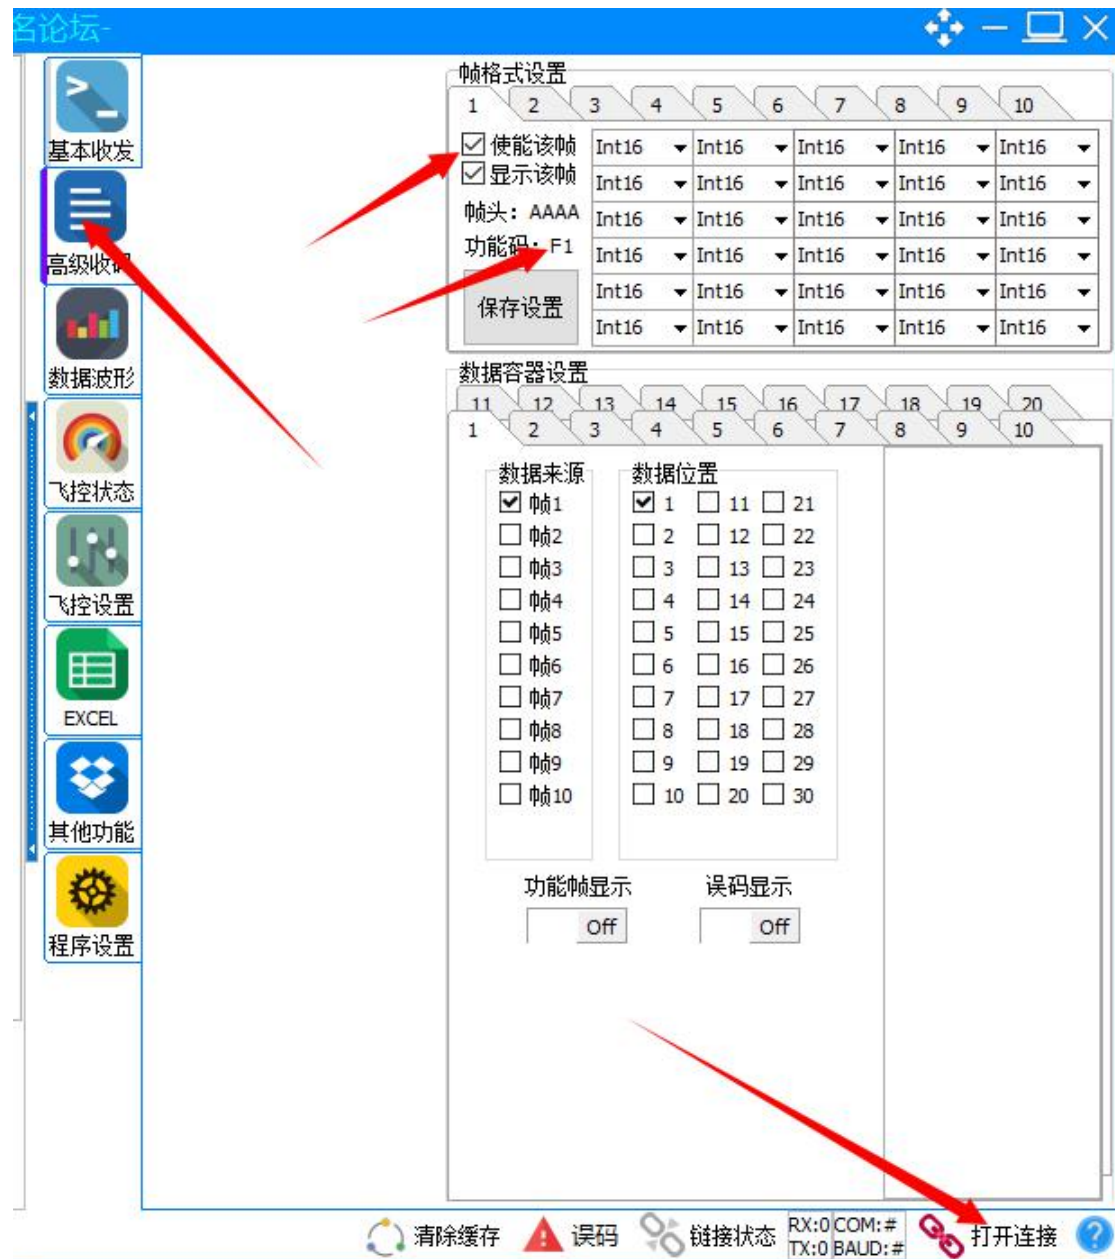 名论坛-
基本收发
高级收码
数据波形
飞控状态
飞控设置
EXCEL
其他功能
程序设置
帧格式设置
1 2 3 4 5 6 7 8 9 10
使能该帧
显示该帧
帧头：AAAA
功能码：F1
保存设置
Int16 Int16 Int16 Int16 Int16
Int16 Int16 Int16 Int16 Int16
Int16 Int16 Int16 Int16 Int16
Int16 Int16 Int16 Int16 Int16
Int16 Int16 Int16 Int16 Int16
Int16 Int16 Int16 Int16 Int16
数据容器设置
11 12 13 14 15 16 17 18 19 20
1 2 3 4 5 6 7 8 9 10
数据来源
帧1
帧2
帧3
帧4
帧5
帧6
帧7
帧8
帧9
帧10
数据位置
1 11 21
2 12 22
3 13 23
4 14 24
5 15 25
6 16 26
7 17 27
8 18 28
9 19 29
10 20 30
功能帧显示 误码显示
Off Off
清除缓存 误码 链接状态 RX:0 COM:# 打开连接
TX:0 BAUD:#